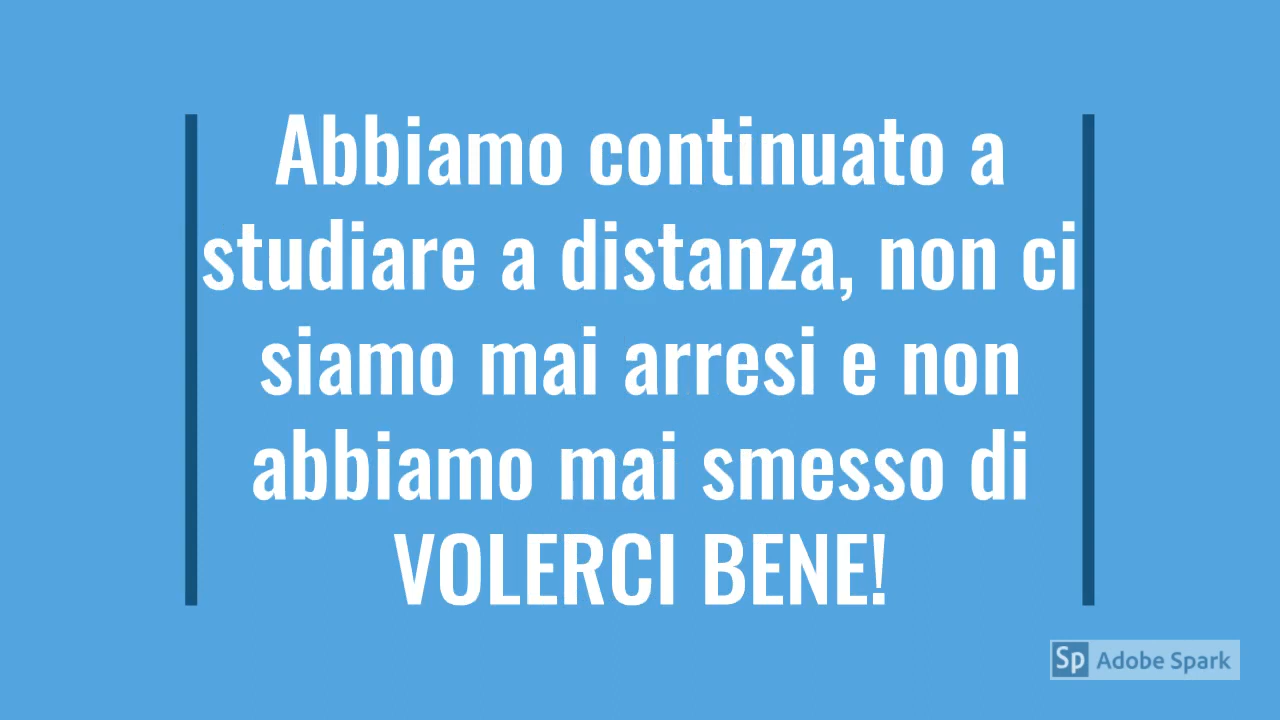 Abbiamo continuato a
studiare a distanza, non ci
siamo mai arresi e non
abbiamo mai smesso di
VOLERCI BENE!
Sp Adobe Spark